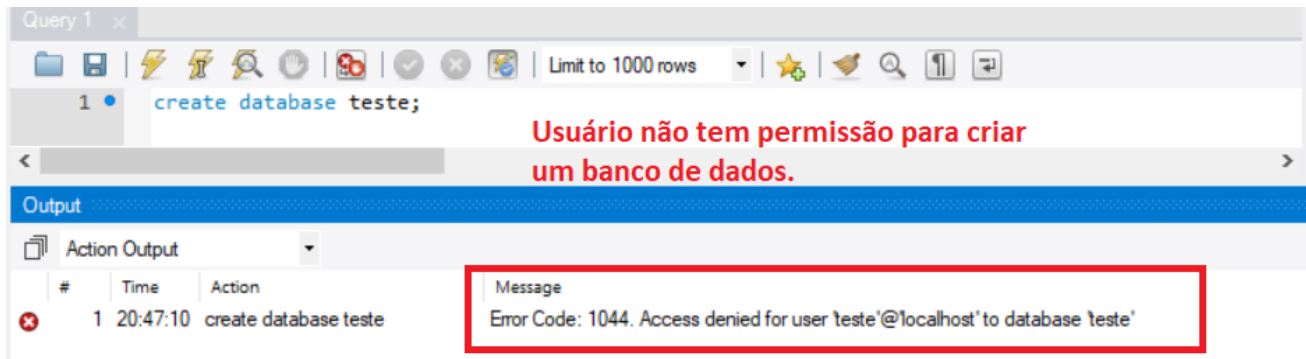 Query 1
Limit to 1000 rows
1 create database teste;
Usuário não tem permissão para criar
um banco de dados.
Output
Action Output
# Time Action Message
1 20:47:10 create database teste Error Code: 1044. Access denied for user 'teste'@'localhost' to database 'teste'